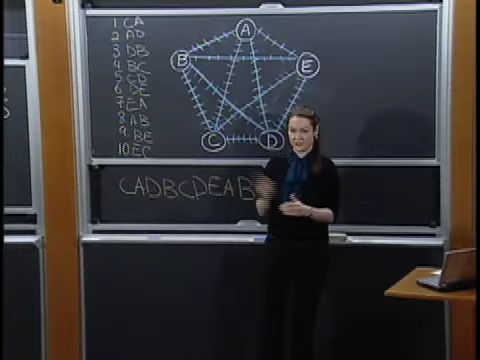 1 CA
2 AD
3 DB
4 BC
5 CD
6 DE
7 EA
8 AB
9. BE
10. EC
A
B
E
C
D
CADBCDEAB